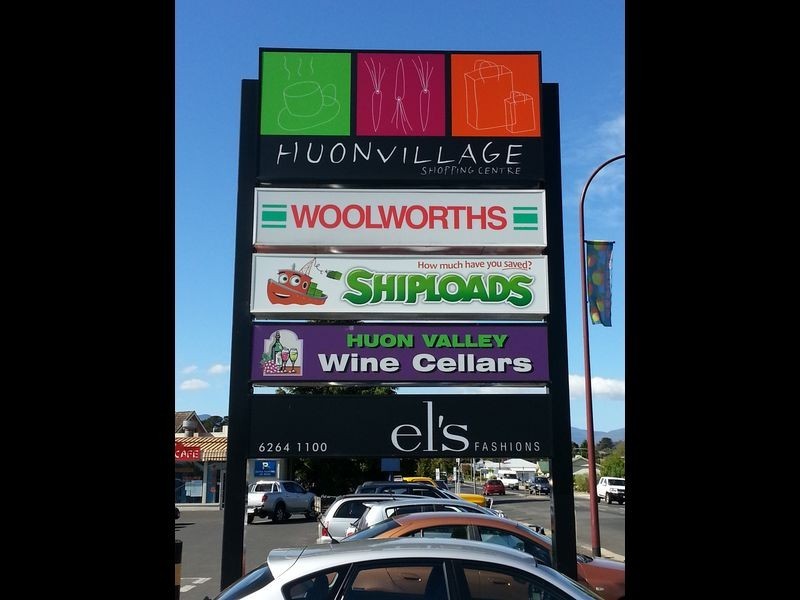 HUONVILLAGE
SHOPPING CENTRE
WOOLWORTHS
How much have you saved?
SHIPLOADS
HUON VALLEY
Wine Cellars
6264 1100
el's FASHIONS
CAFE
P